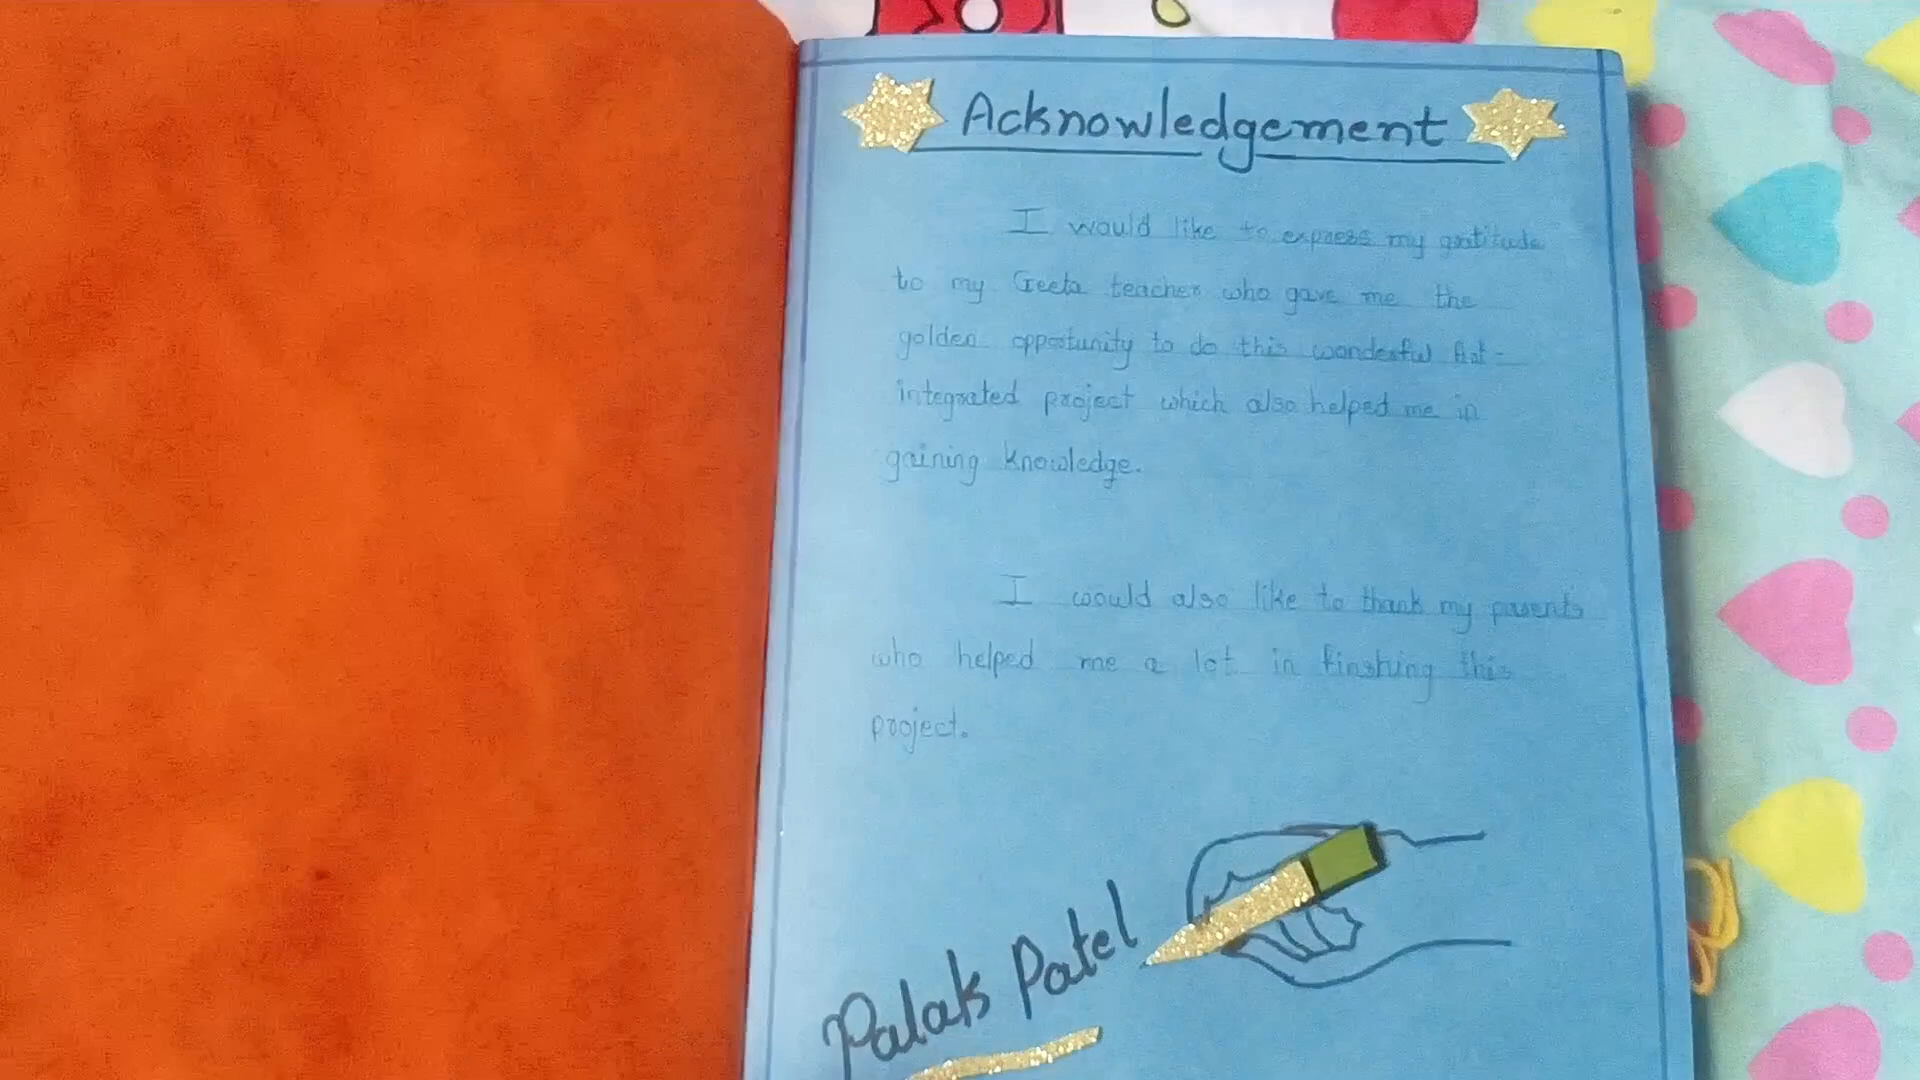 Acknowledgement
I would like to express my gratitude
to my Geeta teacher who gave me the
golden opportunity to do this wonderful Art-
integrated project which also helped me in
gaining knowledge.
I would also like to thank my parents
who helped me a lot in finshing this
project.
Palak Patel